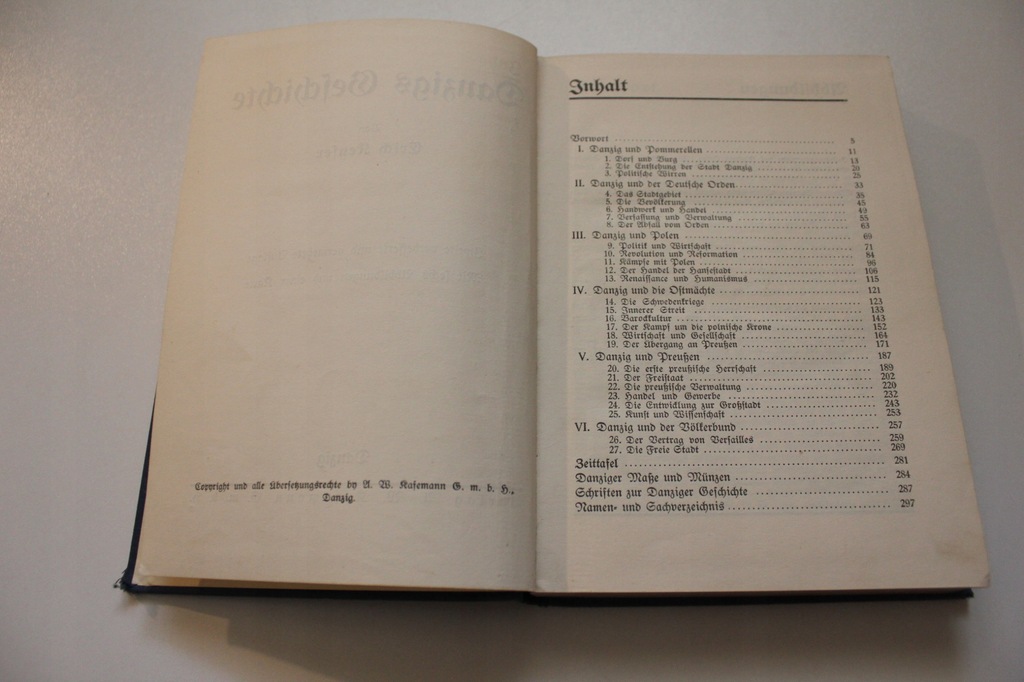 Copyright und alle Übersetzungsrechte by A. W. Kasemann G. m. b. H.,
Danzig.
Inhalt
Vorwort ........ 5
I. Danzig und Pommerellen ........ 11
1. Dorf und Burg ........ 13
2. Die Entstehung der Stadt Danzig ........ 20
3. Politische Wirren ........ 25
II. Danzig und der Deutsche Orden ........ 33
4. Das Stadtgebiet ........ 35
5. Die Bevölkerung ........ 45
6. Handwerk und Handel ........ 49
7. Verfassung und Verwaltung ........ 55
8. Der Abfall vom Orden ........ 63
III. Danzig und Polen ........ 69
9. Politik und Wirtschaft ........ 71
10. Revolution und Reformation ........ 84
11. Kämpfe mit Polen ........ 96
12. Der Handel der Hansestadt ........ 106
13. Renaissance und Humanismus ........ 115
IV. Danzig und die Ostmächte ........ 121
14. Die Schwedenkriege ........ 123
15. Innerer Streit ........ 133
16. Barockkultur ........ 143
17. Der Kampf um die polnische Krone ........ 152
18. Wirtschaft und Gesellschaft ........ 164
19. Der Übergang an Preußen ........ 171
V. Danzig und Preußen ........ 187
20. Die erste preußische Herrschaft ........ 189
21. Der Freistaat ........ 202
22. Die preußische Verwaltung ........ 220
23. Handel und Gewerbe ........ 232
24. Die Entwicklung zur Großstadt ........ 243
25. Kunst und Wissenschaft ........ 253
VI. Danzig und der Völkerbund ........ 257
26. Der Vertrag von Versailles ........ 259
27. Die Freie Stadt ........ 269
Zeittafel ........ 281
Danziger Maße und Münzen ........ 284
Schriften zur Danziger Geschichte ........ 287
Namen- und Sachverzeichnis ........ 297